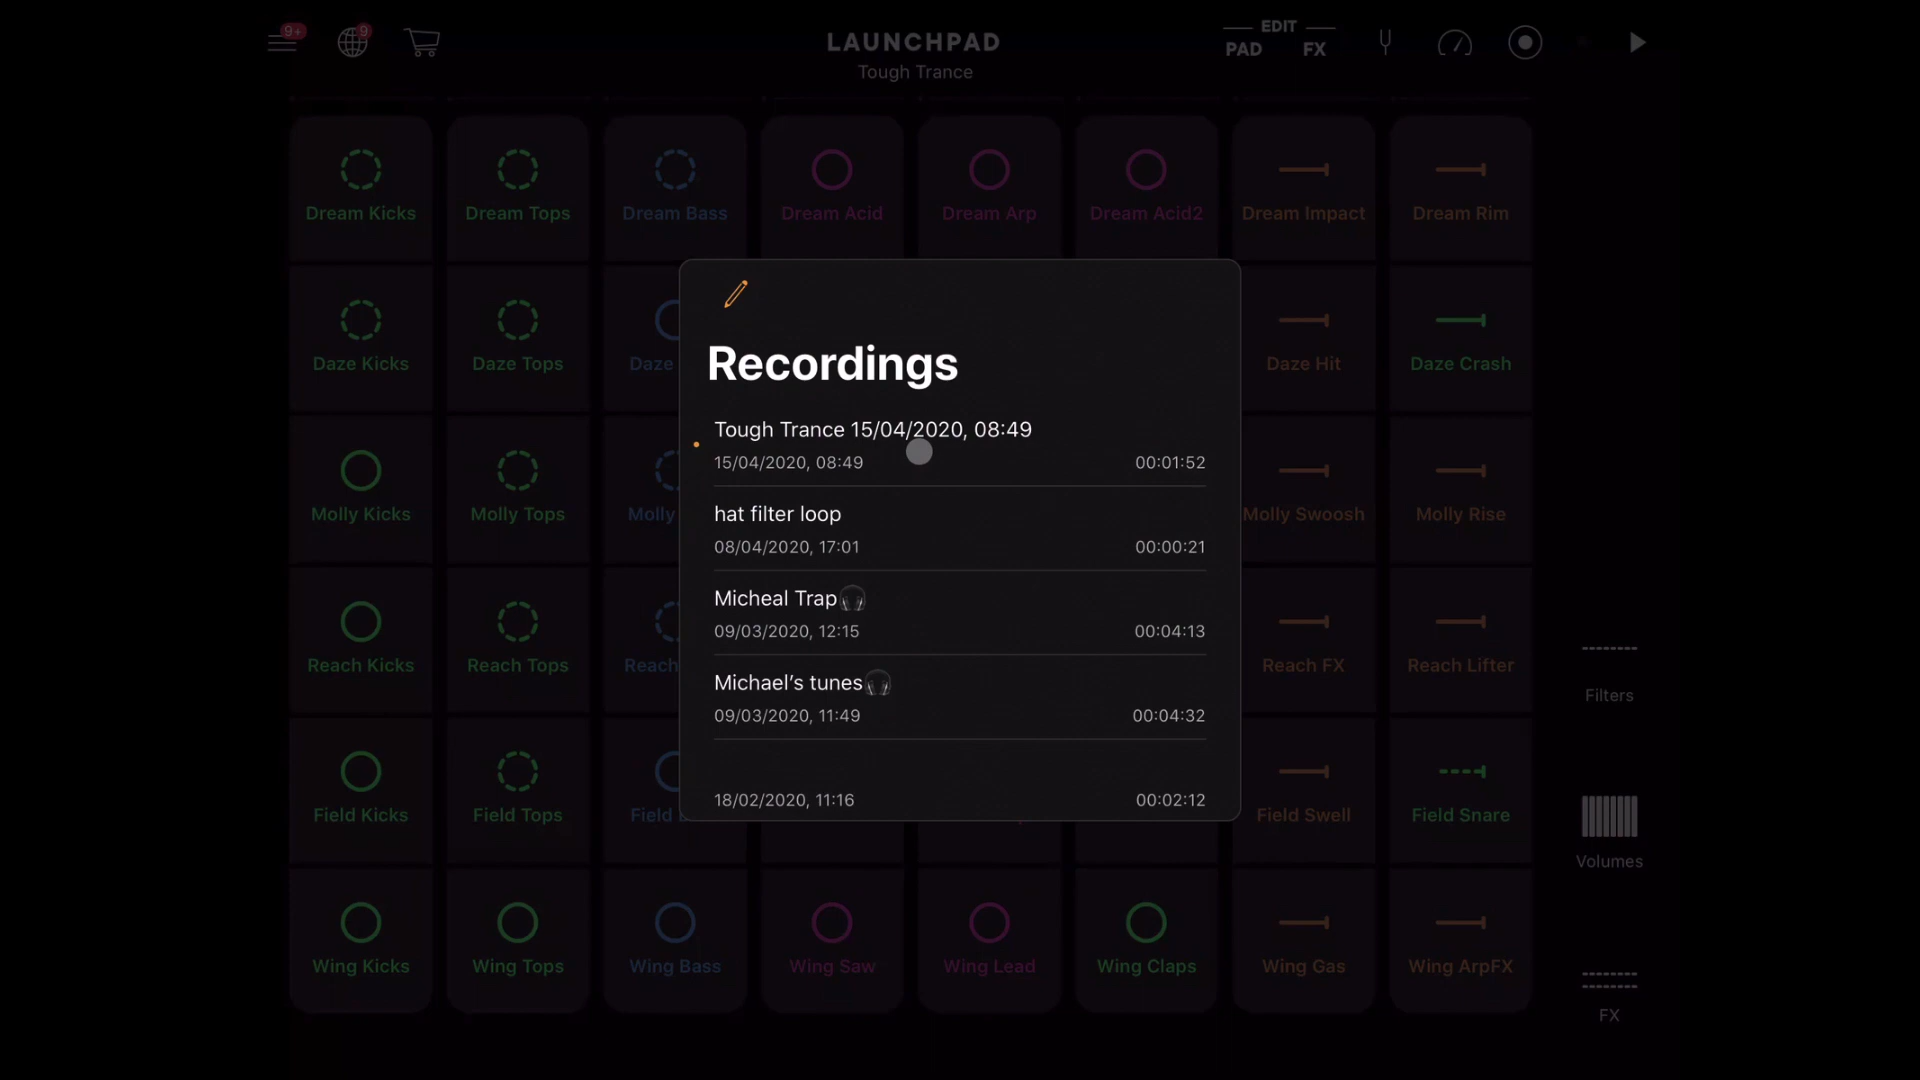 9+
9
LAUNCHPAD
Tough Trance
EDIT
PAD FX
Dream Kicks Dream Tops Dream Bass Dream Acid Dream Arp Dream Acid2 Dream Impact Dream Rim
Recordings
Tough Trance 15/04/2020, 08:49
15/04/2020, 08:49 00:01:52
hat filter loop
08/04/2020, 17:01 00:00:21
Micheal Trap🎧
09/03/2020, 12:15 00:04:13
Michael’s tunes🎧
09/03/2020, 11:49 00:04:32
18/02/2020, 11:16 00:02:12
Daze Kicks Daze Tops Daze Daze Hit Daze Crash
Molly Kicks Molly Tops Molly Molly Swoosh Molly Rise
Reach Kicks Reach Tops Reach Reach FX Reach Lifter
Field Kicks Field Tops Field Field Swell Field Snare
Wing Kicks Wing Tops Wing Bass Wing Saw Wing Lead Wing Claps Wing Gas Wing ArpFX
Filters
Volumes
FX